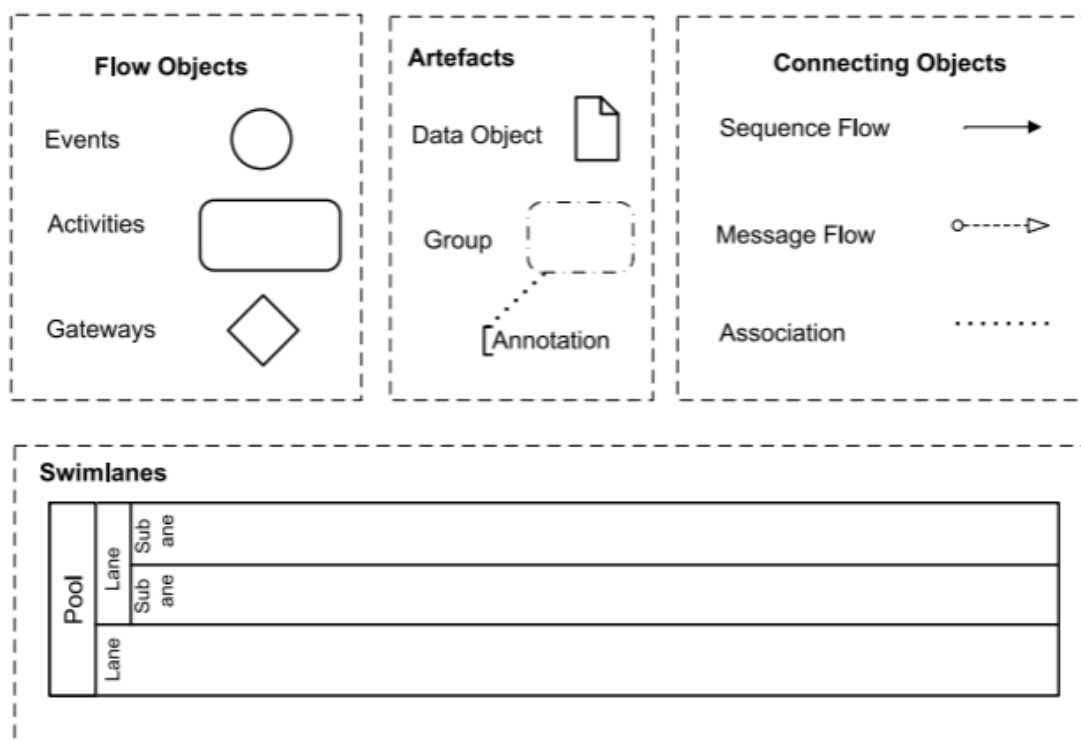 Flow Objects
Events
Activities
Gateways
Artefacts
Data Object
Group
[Annotation
Connecting Objects
Sequence Flow
Message Flow
Association
Swimlanes
Pool
Lane
Sub
ane
Sub
ane
Lane